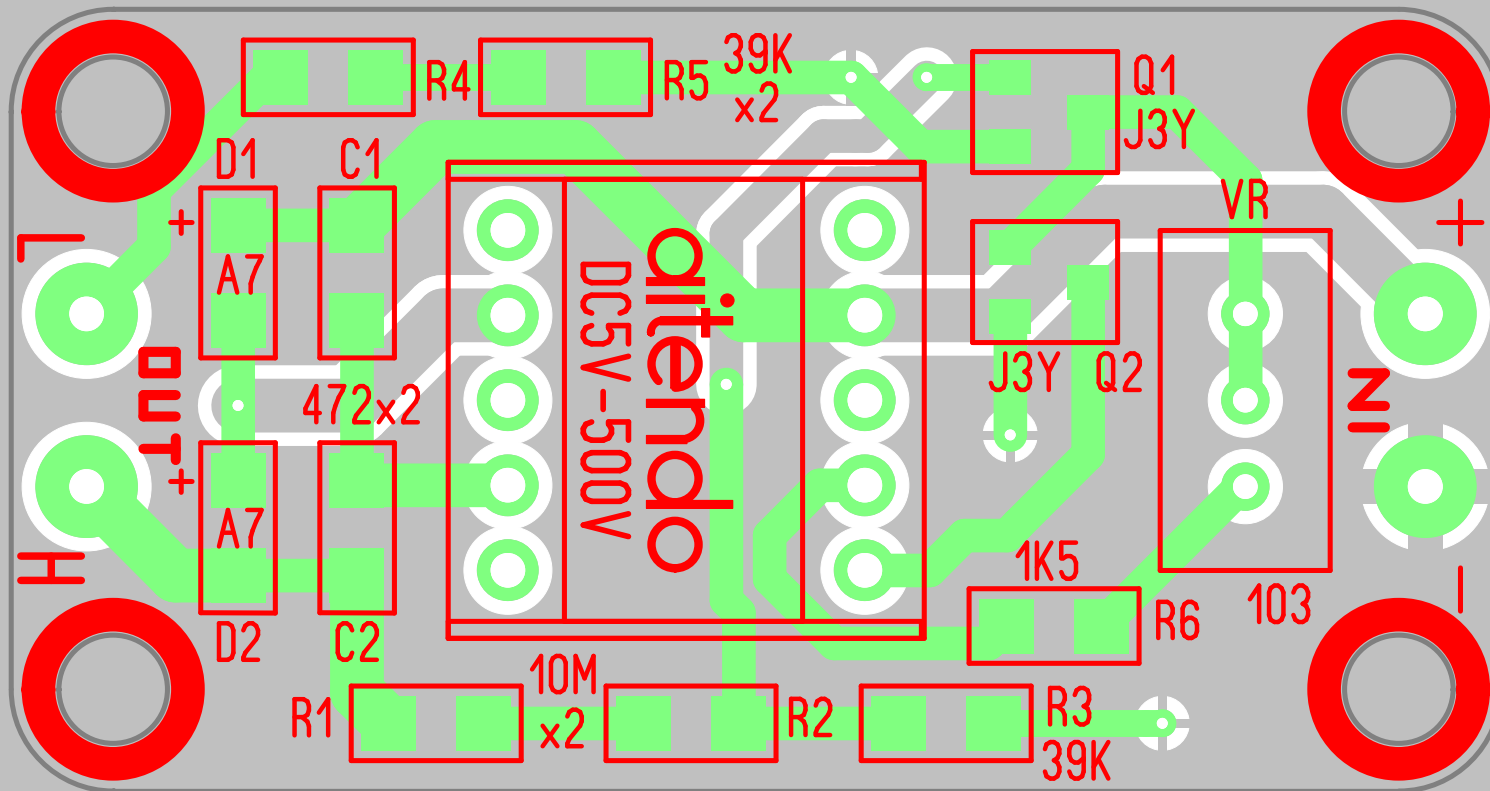 R4
R5
39K
x2
Q1
J3Y
D1
C1
+
VR
+
L
A7
aitendo
DC5V-500V
J3Y
Q2
OUT
IN
472x2
+
A7
H
1K5
103
−
D2
C2
R6
10M
x2
R1
R2
R3
39K